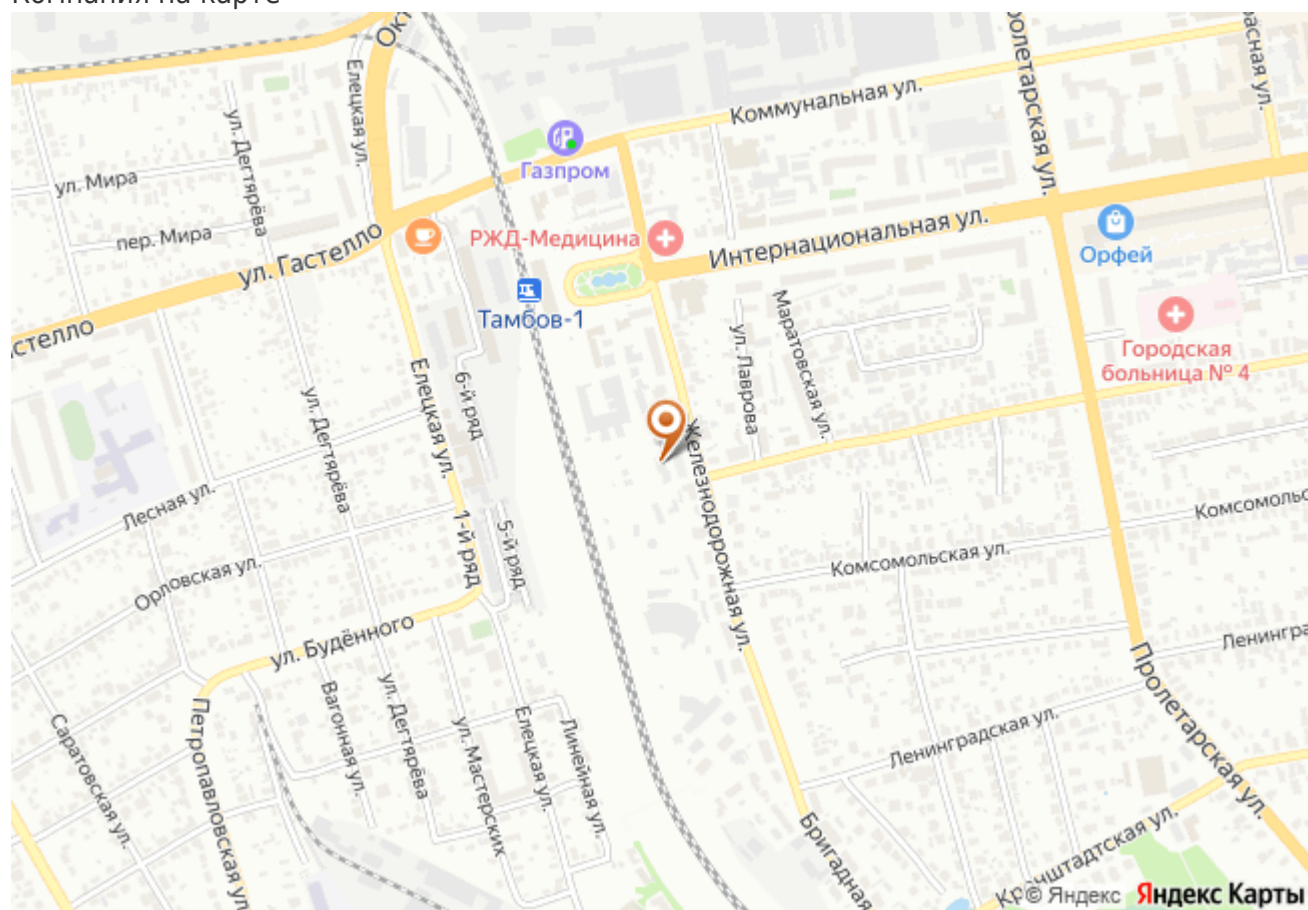 Компания на карте
Елецкая ул.
Коммунальная ул.
Пролетарская ул.
ул. Дегтярёва
Газпром
ул. Мира
пер. Мира
ул. Гастелло
РЖД-Медицина
Интернациональная ул.
Орфей
Тамбов-1
Городская
больница № 4
Елецкая ул.
6-й ряд
ул. Лаврова
Маратовская ул.
ул. Дегтярёва
Железнодорожная ул.
Лесная ул.
1-й ряд
5-й ряд
Орловская ул.
Комсомольская ул.
ул. Будённого
Вагонная ул.
ул. Дегтярёва
ул. Мастерских
Елецкая ул.
Линейная ул.
Петропавловская ул.
Саратовская ул.
Ленинградская ул.
Пролетарская ул.
Бригадная
© Яндекс Яндекс Карты